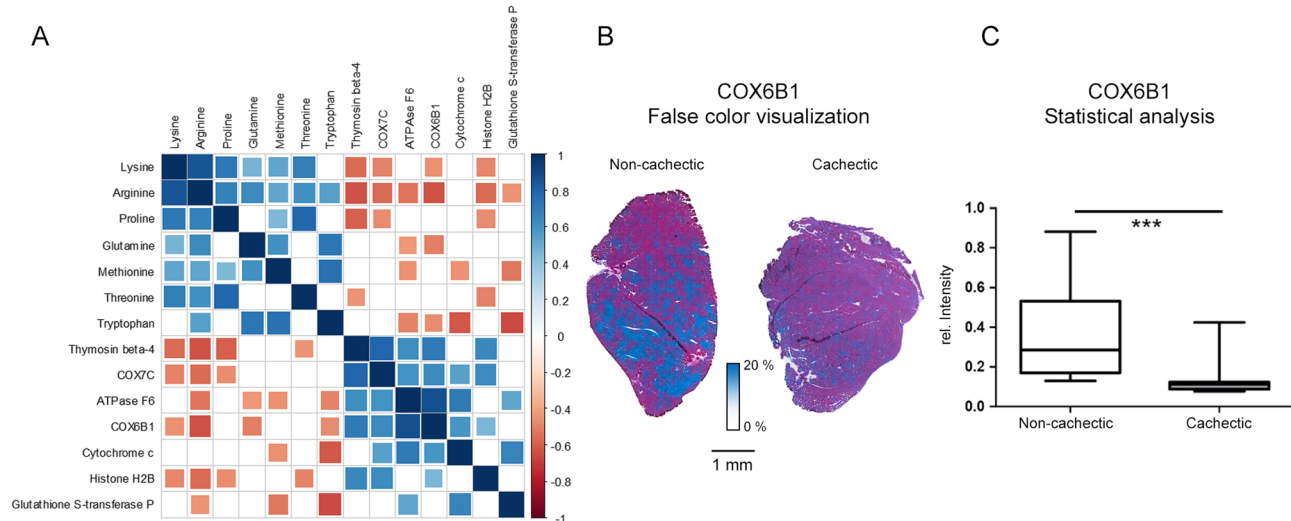 A
Lysine
Arginine
Proline
Glutamine
Methionine
Threonine
Tryptophan
Thymosin beta-4
COX7C
ATPAse F6
COX6B1
Cytochrome c
Histone H2B
Glutathione S-transferase P
Lysine
Arginine
Proline
Glutamine
Methionine
Threonine
Tryptophan
Thymosin beta-4
COX7C
ATPase F6
COX6B1
Cytochrome c
Histone H2B
Glutathione S-transferase P
1
0.8
0.6
0.4
0.2
0
-0.2
-0.4
-0.6
-0.8
-1
B
COX6B1
False color visualization
Non-cachectic
Cachectic
20 %
0 %
1 mm
C
COX6B1
Statistical analysis
rel. Intensity
1.0
0.8
0.6
0.4
0.2
0.0
***
Non-cachectic
Cachectic